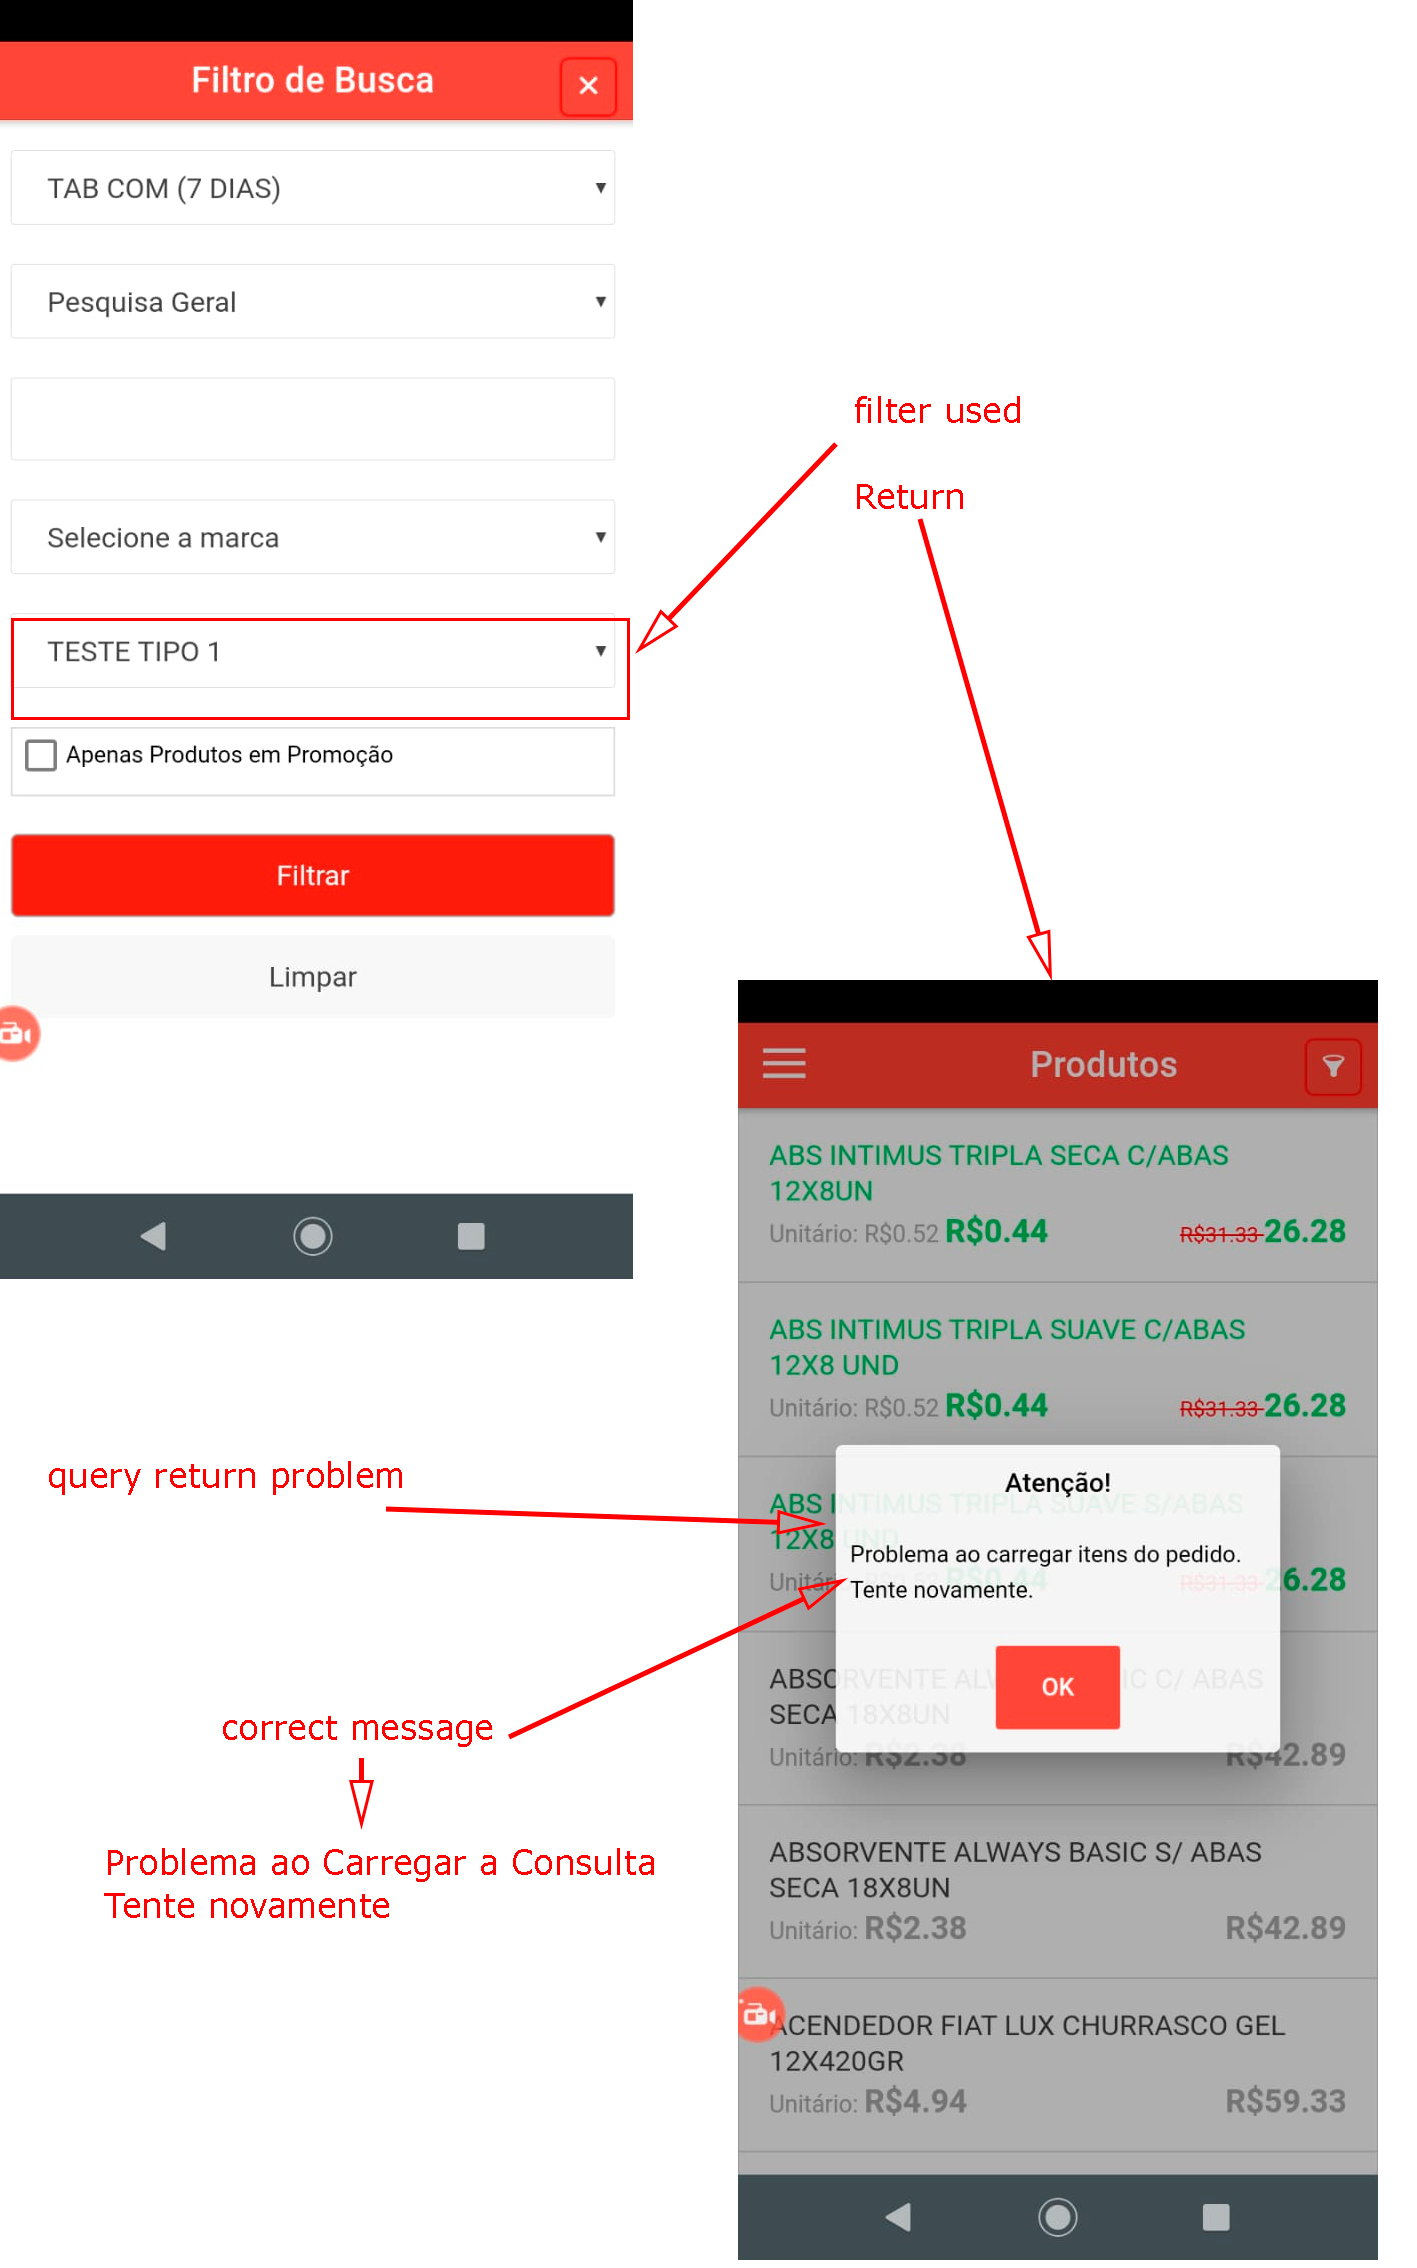 Filtro de Busca
TAB COM (7 DIAS)
Pesquisa Geral
Selecione a marca
TESTE TIPO 1
Apenas Produtos em Promoção
Filtrar
Limpar
filter used
Return
Produtos
ABS INTIMUS TRIPLA SECA C/ABAS
12X8UN
Unitário: R$0.52 R$0.44 R$31.33 26.28
ABS INTIMUS TRIPLA SUAVE C/ABAS
12X8 UND
Unitário: R$0.52 R$0.44 R$31.33 26.28
query return problem
ABS INTIMUS TRIPLA SUAVE S/ABAS
12X8 UND
Unitár R$31.33 26.28
Atenção!
Problema ao carregar itens do pedido.
Tente novamente.
OK
correct message
Problema ao Carregar a Consulta
Tente novamente
ABSORVENTE ALWAYS BASIC C/ ABAS
SECA 18X8UN
Unitário: R$2.38 R$42.89
ABSORVENTE ALWAYS BASIC S/ ABAS
SECA 18X8UN
Unitário: R$2.38 R$42.89
ACENDEDOR FIAT LUX CHURRASCO GEL
12X420GR
Unitário: R$4.94 R$59.33